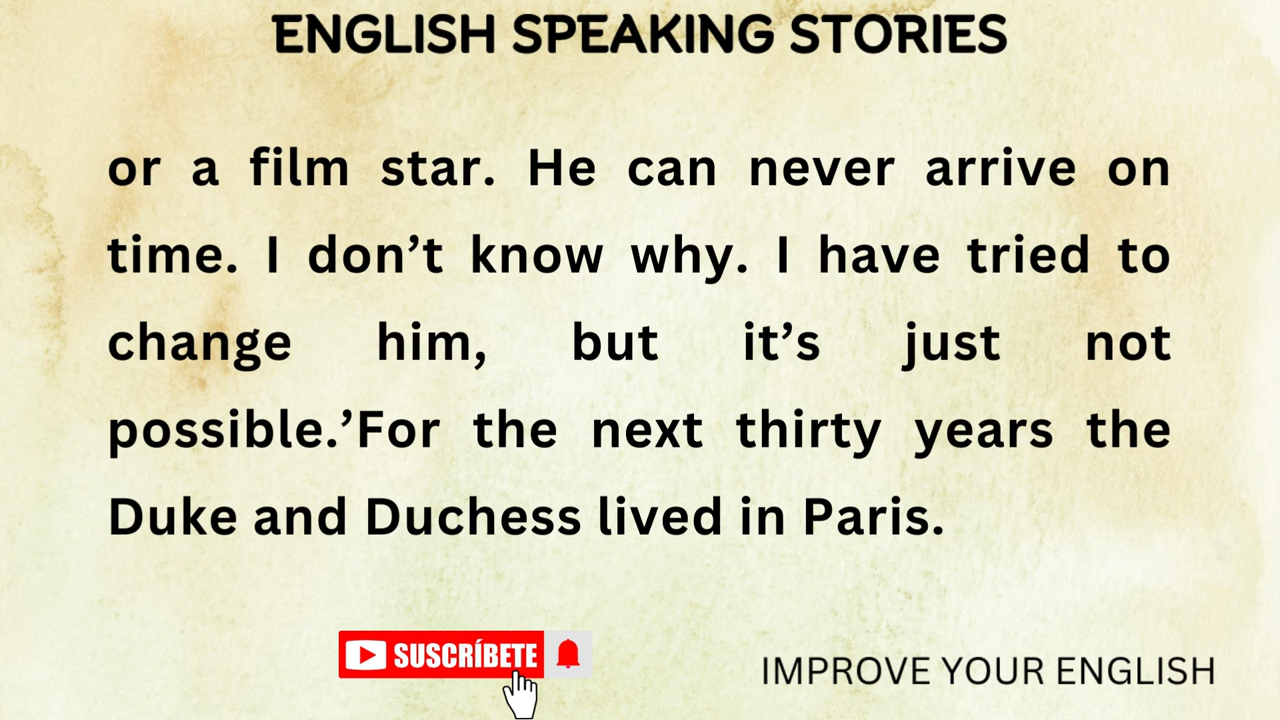 ENGLISH SPEAKING STORIES
or a film star. He can never arrive on
time. I don’t know why. I have tried to
change him, but it’s just not
possible.’For the next thirty years the
Duke and Duchess lived in Paris.
SUSCRÍBETE
IMPROVE YOUR ENGLISH